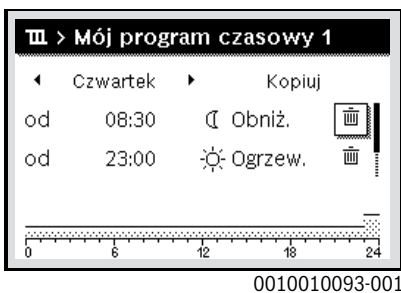 > Mój program czasowy 1
Czwartek Kopiuj
od 08:30 Obniż.
od 23:00 Ogrzew.
0 6 12 18 24
0010010093-001